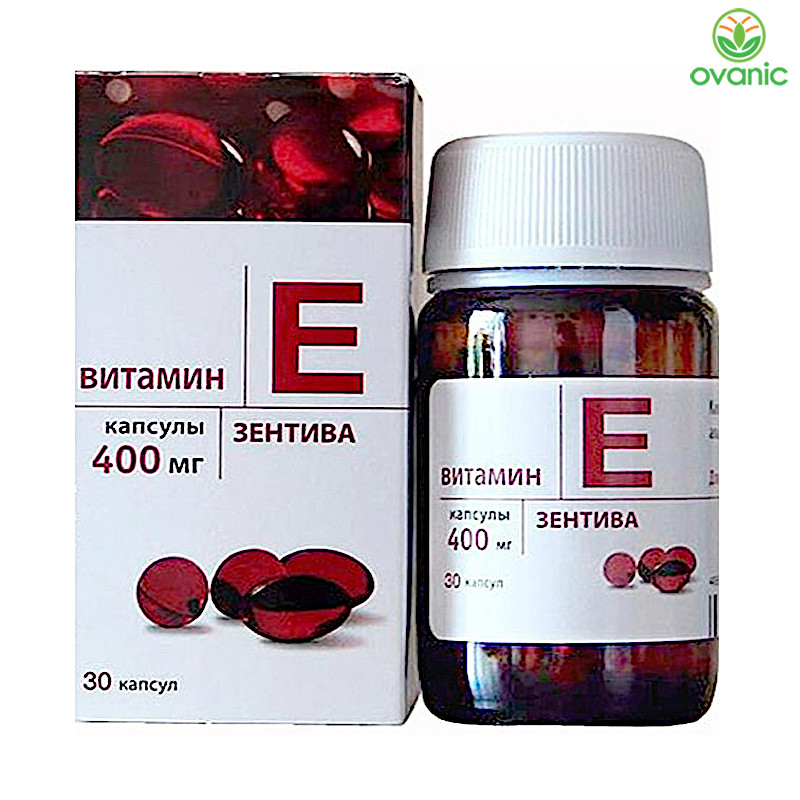 ovanic
витамин E
капсулы
400 мг
ЗЕНТИВА
30 капсул
витамин E
капсулы
400 мг
ЗЕНТИВА
30 капсул